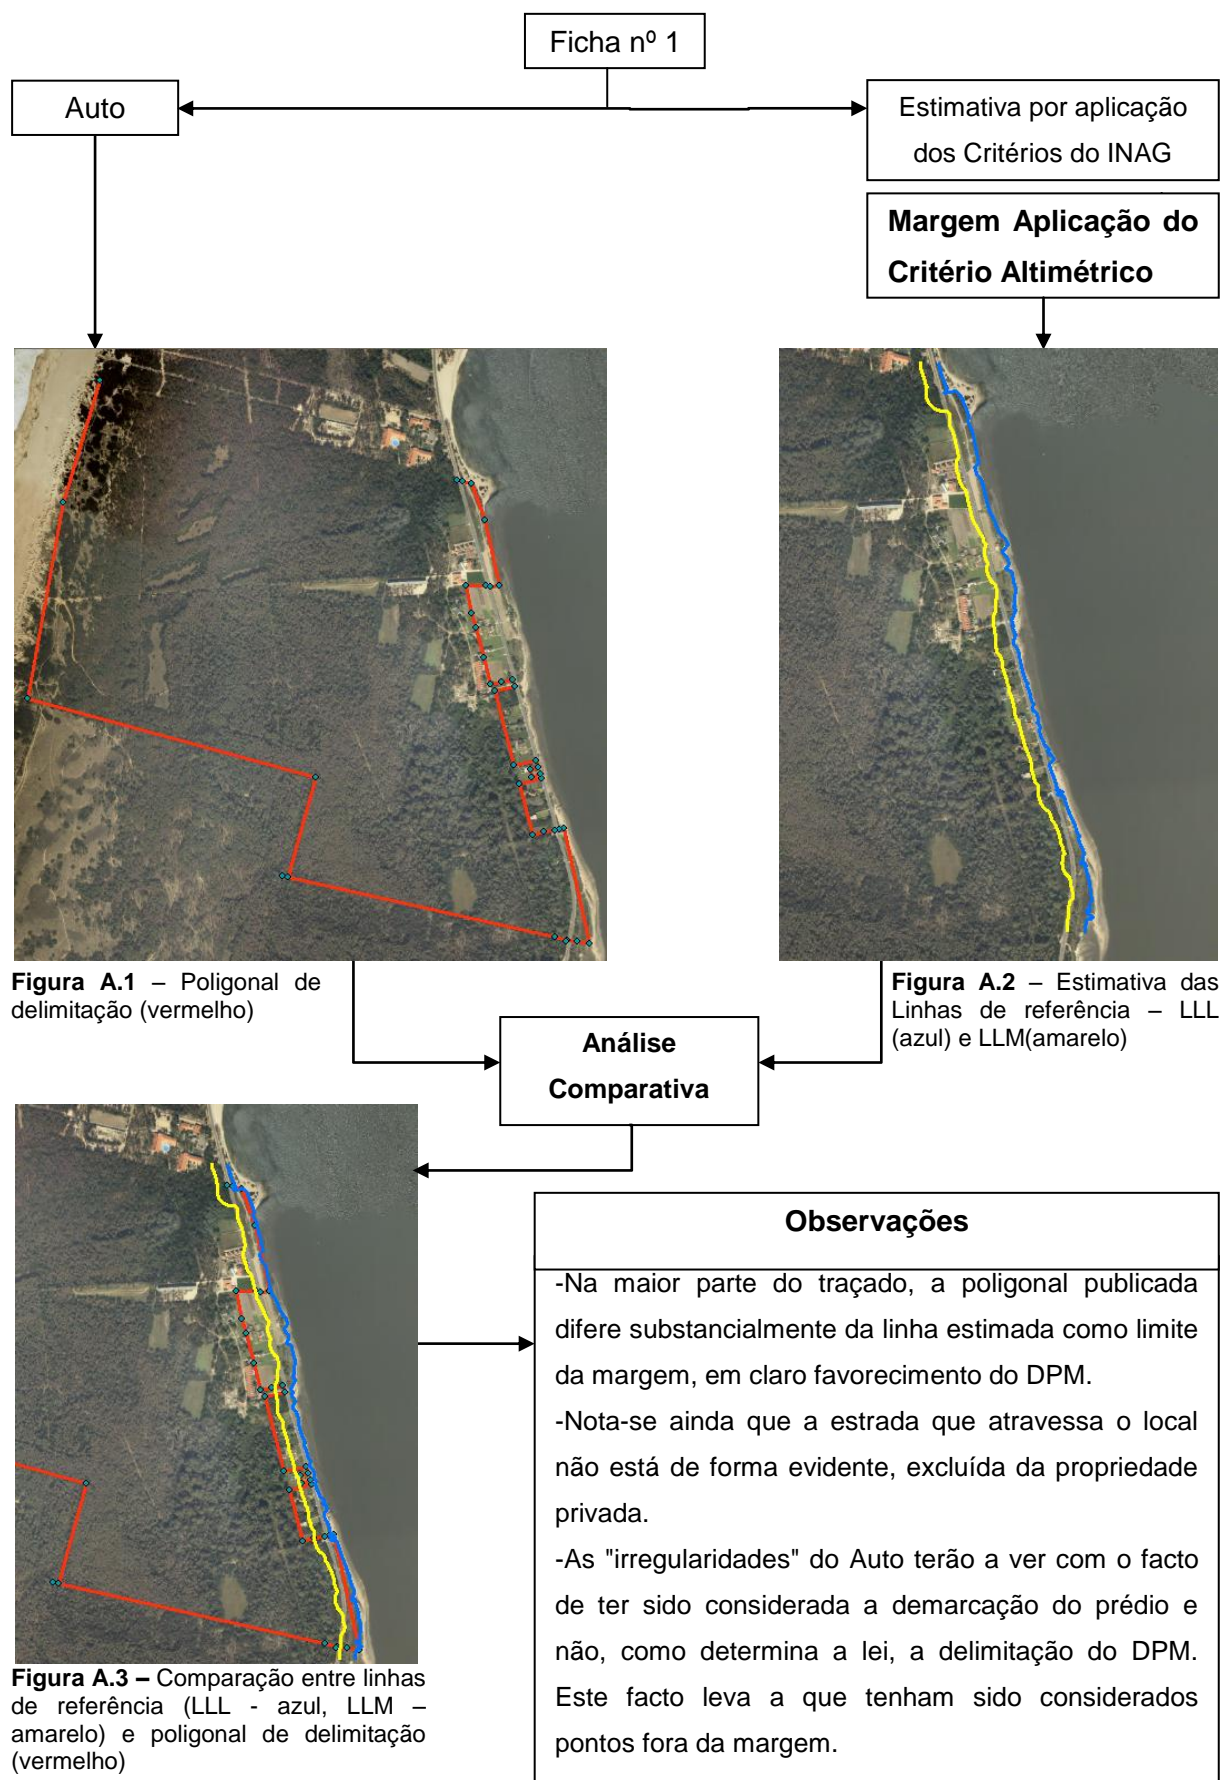 Ficha nº 1
Auto
Estimativa por aplicação
dos Critérios do INAG
Margem Aplicação do
Critério Altimétrico
Figura A.1 – Poligonal de
delimitação (vermelho)
Figura A.2 – Estimativa das
Linhas de referência – LLL
(azul) e LLM(amarelo)
Análise
Comparativa
Figura A.3 – Comparação entre linhas
de referência (LLL - azul, LLM –
amarelo) e poligonal de delimitação
(vermelho)
Observações
-Na maior parte do traçado, a poligonal publicada
difere substancialmente da linha estimada como limite
da margem, em claro favorecimento do DPM.
-Nota-se ainda que a estrada que atravessa o local
não está de forma evidente, excluída da propriedade
privada.
-As "irregularidades" do Auto terão a ver com o facto
de ter sido considerada a demarcação do prédio e
não, como determina a lei, a delimitação do DPM.
Este facto leva a que tenham sido considerados
pontos fora da margem.